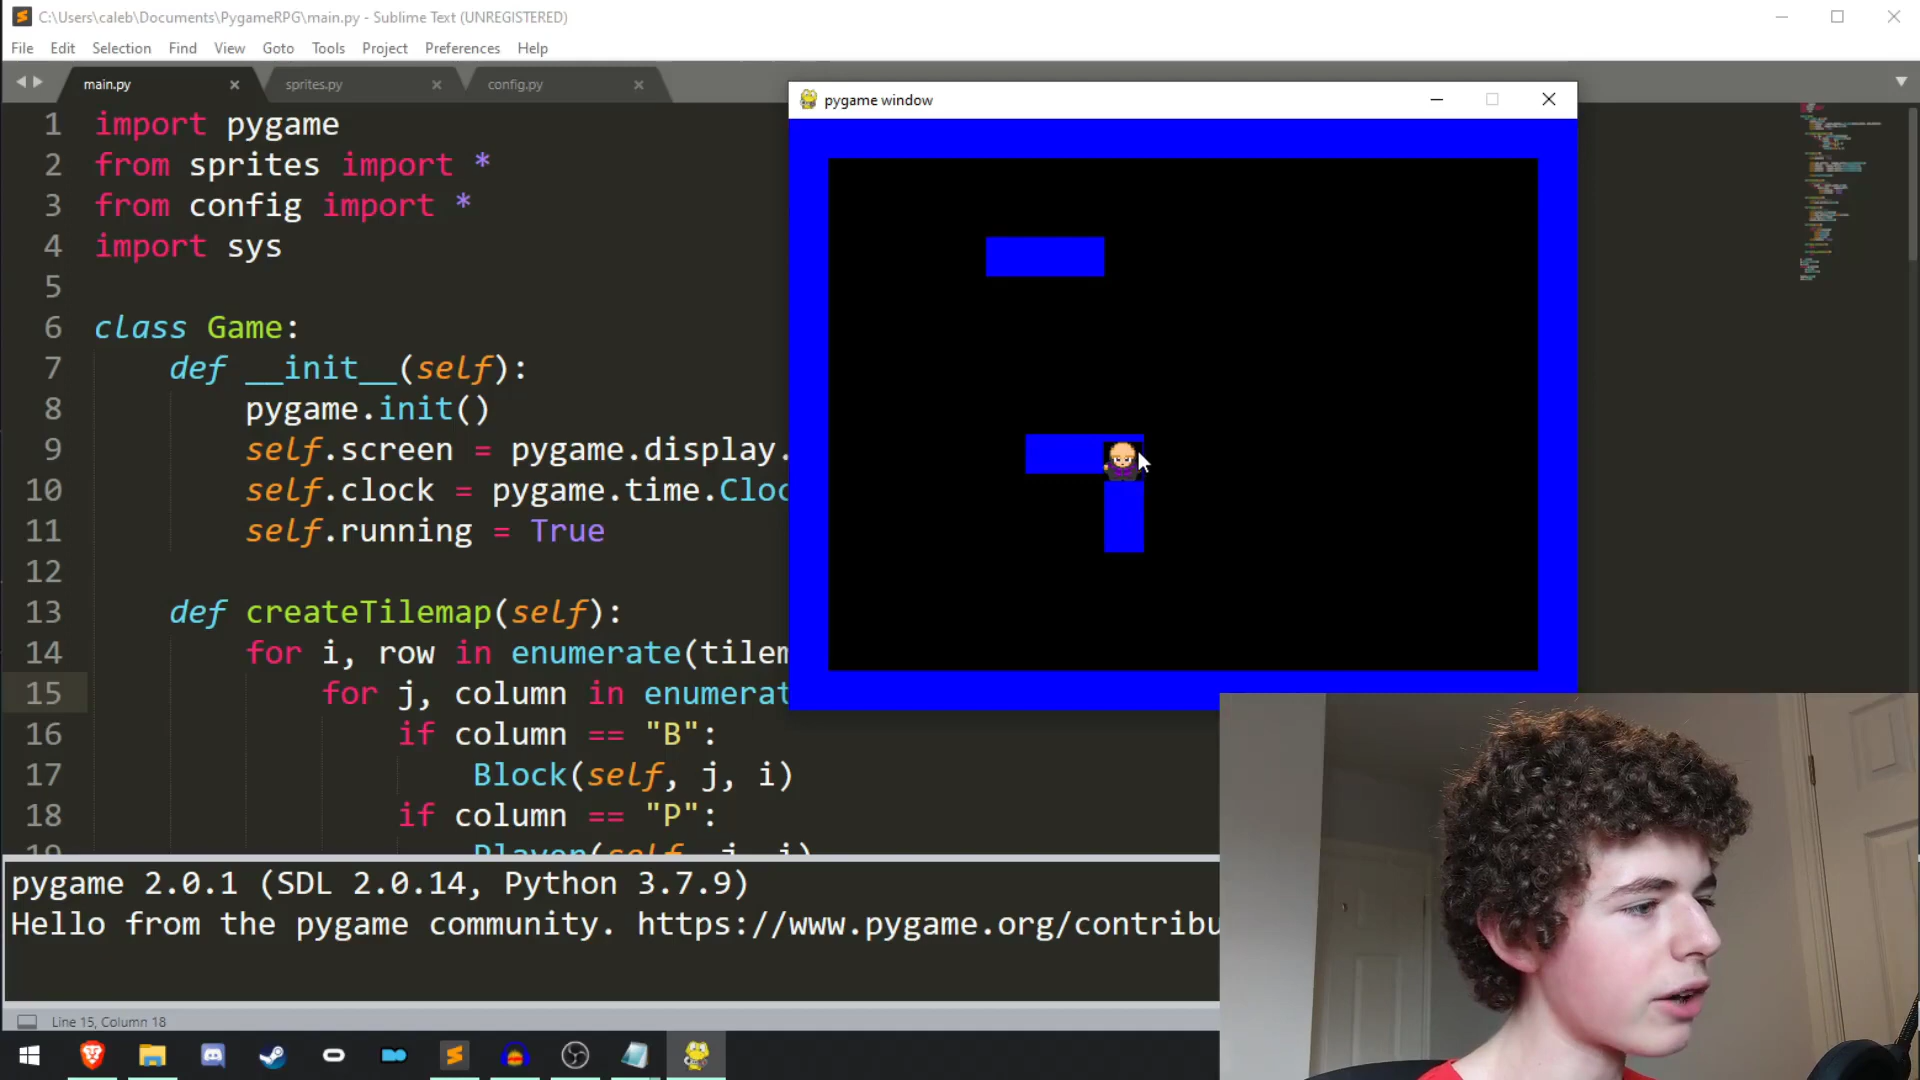 C:\Users\caleb\Documents\PygameRPG\main.py - Sublime Text (UNREGISTERED)
File Edit Selection Find View Goto Tools Project Preferences Help
main.py sprites.py config.py
pygame window
1 import pygame
2 from sprites import *
3 from config import *
4 import sys
5
6 class Game:
7 def __init__(self):
8 pygame.init()
9 self.screen = pygame.display.
10 self.clock = pygame.time.Cloc
11 self.running = True
12
13 def createTilemap(self):
14 for i, row in enumerate(tilem
15 for j, column in enumerat
16 if column == "B":
17 Block(self, j, i)
18 if column == "P":
19 Player(self, j, i)
pygame 2.0.1 (SDL 2.0.14, Python 3.7.9)
Hello from the pygame community. https://www.pygame.org/contribu
Line 15, Column 18